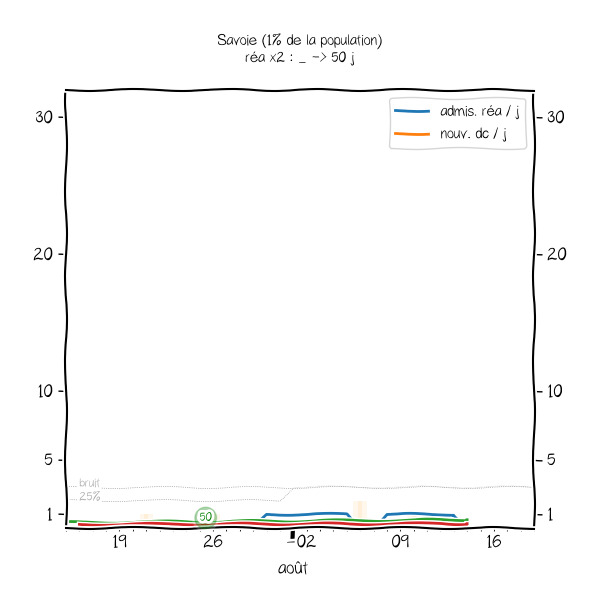 Savoie (1% de la population)
réa x2 : _ -> 50 j
admis. réa / j
nouv. dc / j
30
30
20
20
10
10
5
5
bruit
25%
50
1
1
19
26
02
09
16
août